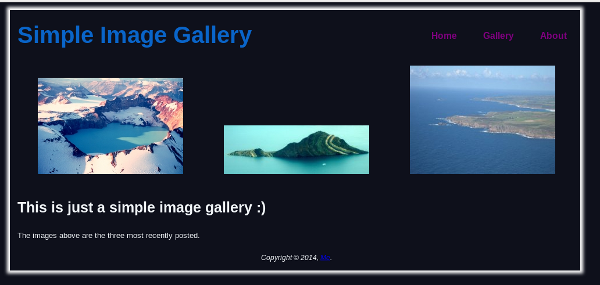 Simple Image Gallery
Home Gallery About
This is just a simple image gallery :)
The images above are the three most recently posted.
Copyright © 2014,